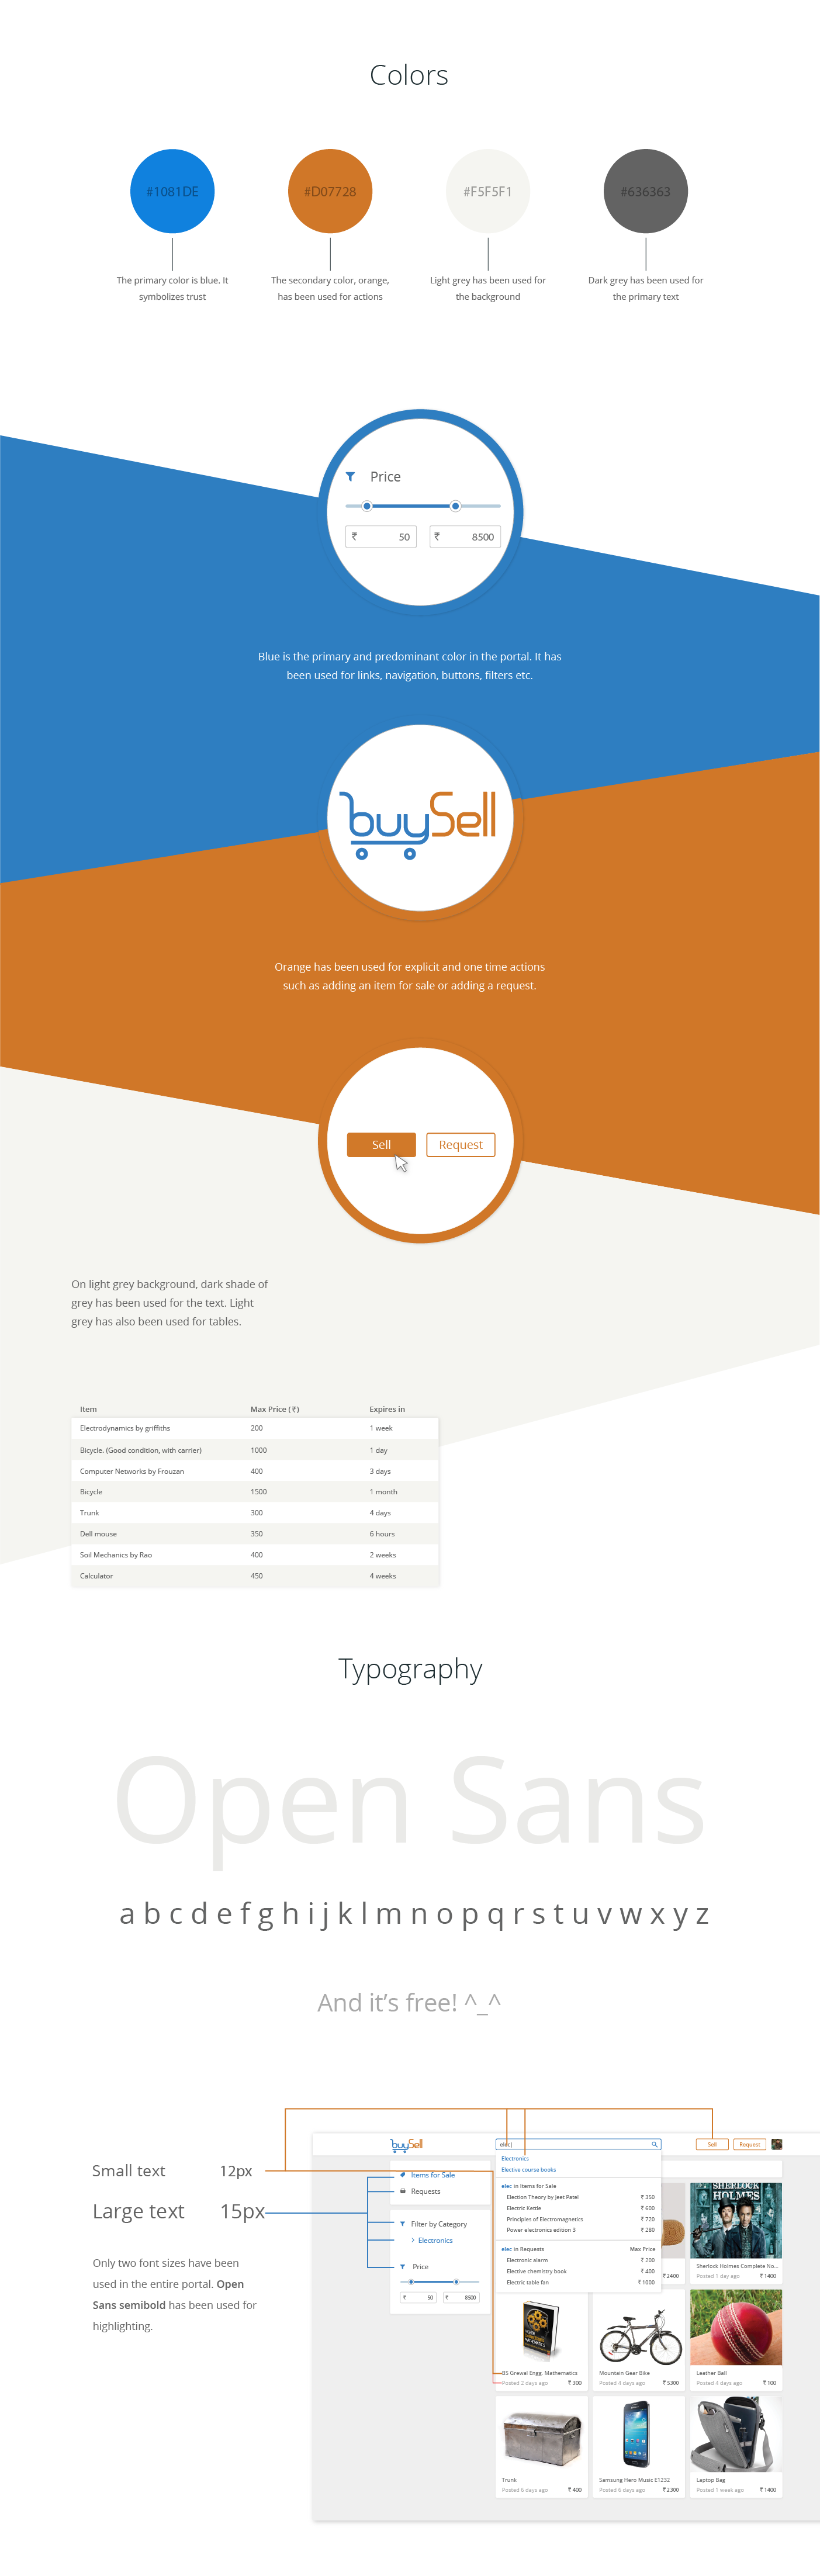 Colors
#1081DE
#D07728
#F5F5F1
#636363
The primary color is blue. It
symbolizes trust
The secondary color, orange,
has been used for actions
Light grey has been used for
the background
Dark grey has been used for
the primary text
Price
₹ 50
₹ 8500
Blue is the primary and predominant color in the portal. It has
been used for links, navigation, buttons, filters etc.
buySell
Orange has been used for explicit and one time actions
such as adding an item for sale or adding a request.
Sell
Request
On light grey background, dark shade of
grey has been used for the text. Light
grey has also been used for tables.
Item Max Price (₹) Expires in
Electrodynamics by griffiths 200 1 week
Bicycle. (Good condition, with carrier) 1000 1 day
Computer Networks by Frouzan 400 3 days
Bicycle 1500 1 month
Trunk 300 4 days
Dell mouse 350 6 hours
Soil Mechanics by Rao 400 2 weeks
Calculator 450 4 weeks
Typography
Open Sans
a b c d e f g h i j k l m n o p q r s t u v w x y z
And it's free! ^_^
Small text 12px
Large text 15px
Only two font sizes have been
used in the entire portal. Open
Sans semibold has been used for
highlighting.
buySell
elec
Sell
Request
Items for Sale
Requests
Filter by Category
Electronics
Price
₹ 50
₹ 8500
Electronics
Elective course books
elec in Items for Sale
Election Theory by Jeet Patel ₹ 350
Electric Kettle ₹ 600
Principles of Electromagnetics ₹ 720
Power electronics edition 3 ₹ 280
elec in Requests Max Price
Electronic alarm ₹ 200
Elective chemistry book ₹ 400
Electric table fan ₹ 1000
₹ 2400
SHERLOCK
HOLMES
Sherlock Holmes Complete No...
Posted 1 day ago ₹ 1400
BS Grewal Engg. Mathematics
Posted 2 days ago ₹ 300
Mountain Gear Bike
Posted 4 days ago ₹ 5300
Leather Ball
Posted 4 days ago ₹ 100
Trunk
Posted 6 days ago ₹ 400
Samsung Hero Music E1232
Posted 6 days ago ₹ 2300
Laptop Bag
Posted 1 week ago ₹ 1400